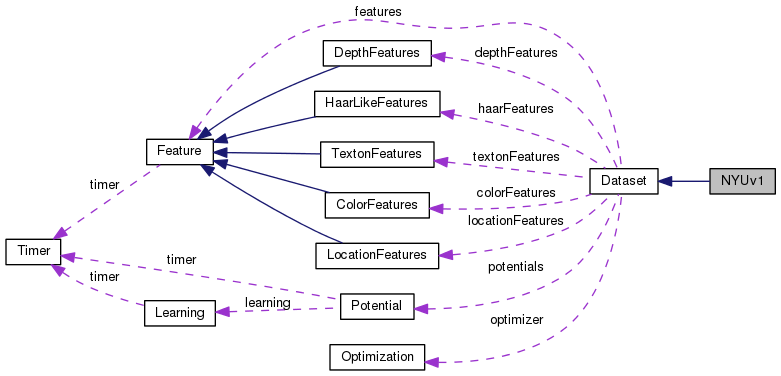 features
DepthFeatures
depthFeatures
HaarLikeFeatures
haarFeatures
Feature
TextonFeatures
textonFeatures
Dataset
NYUv1
timer
ColorFeatures
colorFeatures
locationFeatures
Timer
LocationFeatures
timer
potentials
timer
learning
Potential
Learning
optimizer
Optimization